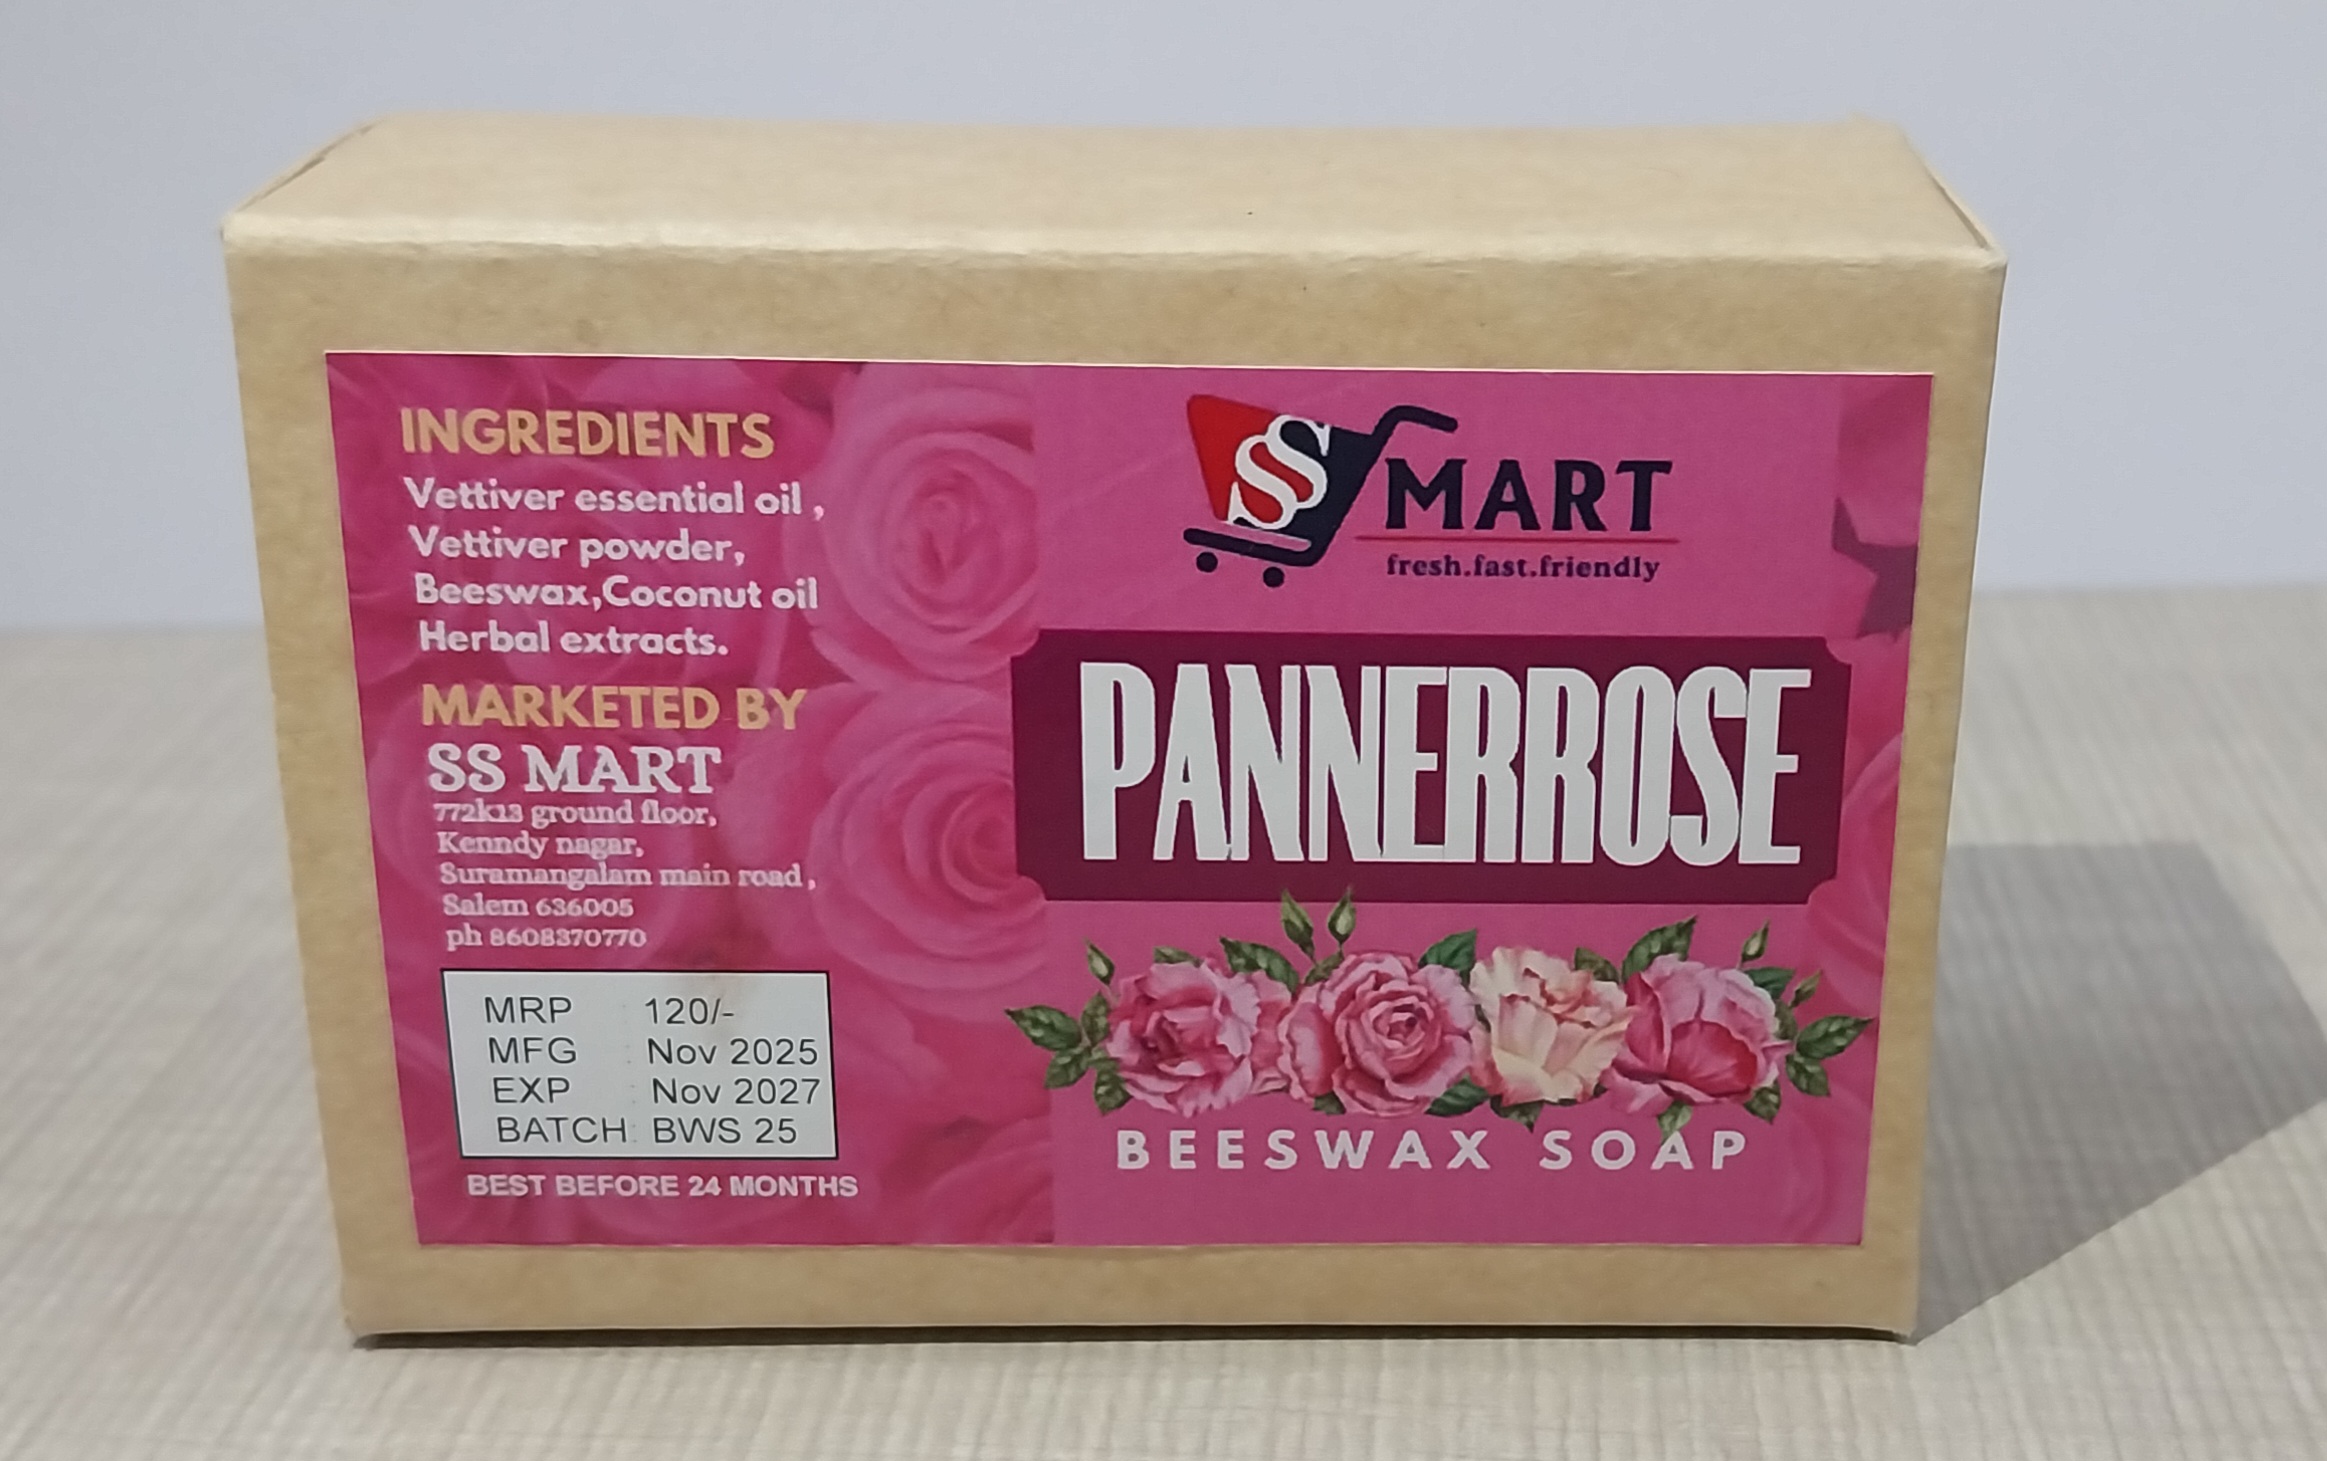 INGREDIENTS
Vettiver essential oil ,
Vettiver powder,
Beeswax,Coconut oil
Herbal extracts.
MARKETED BY
SS MART
772k13 ground floor,
Kenndy nagar,
Suramangalam main road ,
Salem 636005
ph 8608370770
MRP : 120/-
MFG : Nov 2025
EXP : Nov 2027
BATCH : BWS 25
BEST BEFORE 24 MONTHS
SS MART
fresh.fast.friendly
PANNERROSE
BEESWAX SOAP